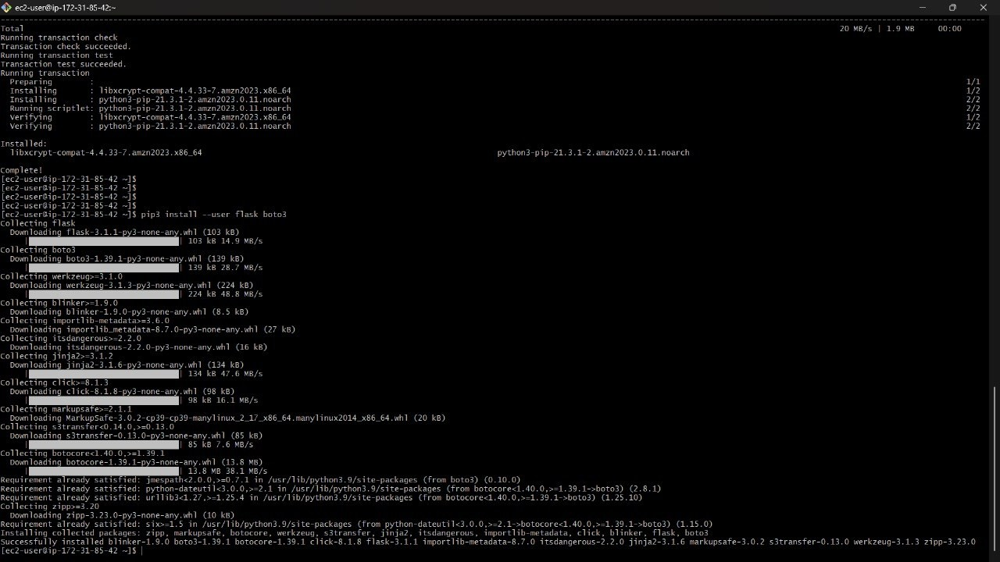 ec2-user@ip-172-31-85-42:~
Total 20 MB/s | 1.9 MB 00:00
Running transaction check
Transaction check succeeded.
Running transaction test
Transaction test succeeded.
Running transaction
Preparing : 1/1
Installing : libxcrypt-compat-4.4.33-7.amzn2023.x86_64 1/2
Installing : python3-pip-21.3.1-2.amzn2023.0.11.noarch 2/2
Running scriptlet: python3-pip-21.3.1-2.amzn2023.0.11.noarch 2/2
Verifying : libxcrypt-compat-4.4.33-7.amzn2023.x86_64 1/2
Verifying : python3-pip-21.3.1-2.amzn2023.0.11.noarch 2/2
Installed:
libxcrypt-compat-4.4.33-7.amzn2023.x86_64 python3-pip-21.3.1-2.amzn2023.0.11.noarch
Complete!
[ec2-user@ip-172-31-85-42 ~]$
[ec2-user@ip-172-31-85-42 ~]$
[ec2-user@ip-172-31-85-42 ~]$
[ec2-user@ip-172-31-85-42 ~]$
[ec2-user@ip-172-31-85-42 ~]$ pip3 install --user flask boto3
Collecting flask
Downloading flask-3.1.1-py3-none-any.whl (103 kB)
| | 103 kB 14.9 MB/s
Collecting boto3
Downloading boto3-1.39.1-py3-none-any.whl (139 kB)
| | 139 kB 28.7 MB/s
Collecting werkzeug>=3.1.0
Downloading werkzeug-3.1.3-py3-none-any.whl (224 kB)
| | 224 kB 48.8 MB/s
Collecting blinker>=1.9.0
Downloading blinker-1.9.0-py3-none-any.whl (8.5 kB)
Collecting importlib-metadata>=3.6.0
Downloading importlib_metadata-8.7.0-py3-none-any.whl (27 kB)
Collecting itsdangerous>=2.2.0
Downloading itsdangerous-2.2.0-py3-none-any.whl (16 kB)
Collecting jinja2>=3.1.2
Downloading jinja2-3.1.6-py3-none-any.whl (134 kB)
| | 134 kB 47.6 MB/s
Collecting click>=8.1.3
Downloading click-8.1.8-py3-none-any.whl (98 kB)
| | 98 kB 16.1 MB/s
Collecting markupsafe>=2.1.1
Downloading MarkupSafe-3.0.2-cp39-cp39-manylinux_2_17_x86_64.manylinux2014_x86_64.whl (20 kB)
Collecting s3transfer<0.14.0,>=0.13.0
Downloading s3transfer-0.13.0-py3-none-any.whl (85 kB)
| | 85 kB 7.6 MB/s
Collecting botocore<1.40.0,>=1.39.1
Downloading botocore-1.39.1-py3-none-any.whl (13.8 MB)
| | 13.8 MB 38.1 MB/s
Requirement already satisfied: jmespath<2.0.0,>=0.7.1 in /usr/lib/python3.9/site-packages (from boto3) (0.10.0)
Requirement already satisfied: python-dateutil<3.0.0,>=2.1 in /usr/lib/python3.9/site-packages (from botocore<1.40.0,>=1.39.1->boto3) (2.8.1)
Requirement already satisfied: urllib3<1.27,>=1.25.4 in /usr/lib/python3.9/site-packages (from botocore<1.40.0,>=1.39.1->boto3) (1.25.10)
Collecting zipp>=3.20
Downloading zipp-3.23.0-py3-none-any.whl (10 kB)
Requirement already satisfied: six>=1.5 in /usr/lib/python3.9/site-packages (from python-dateutil<3.0.0,>=2.1->botocore<1.40.0,>=1.39.1->boto3) (1.15.0)
Installing collected packages: zipp, markupsafe, botocore, werkzeug, s3transfer, jinja2, itsdangerous, importlib-metadata, click, blinker, flask, boto3
Successfully installed blinker-1.9.0 boto3-1.39.1 botocore-1.39.1 click-8.1.8 flask-3.1.1 importlib-metadata-8.7.0 itsdangerous-2.2.0 jinja2-3.1.6 markupsafe-3.0.2 s3transfer-0.13.0 werkzeug-3.1.3 zipp-3.23.0
[ec2-user@ip-172-31-85-42 ~]$